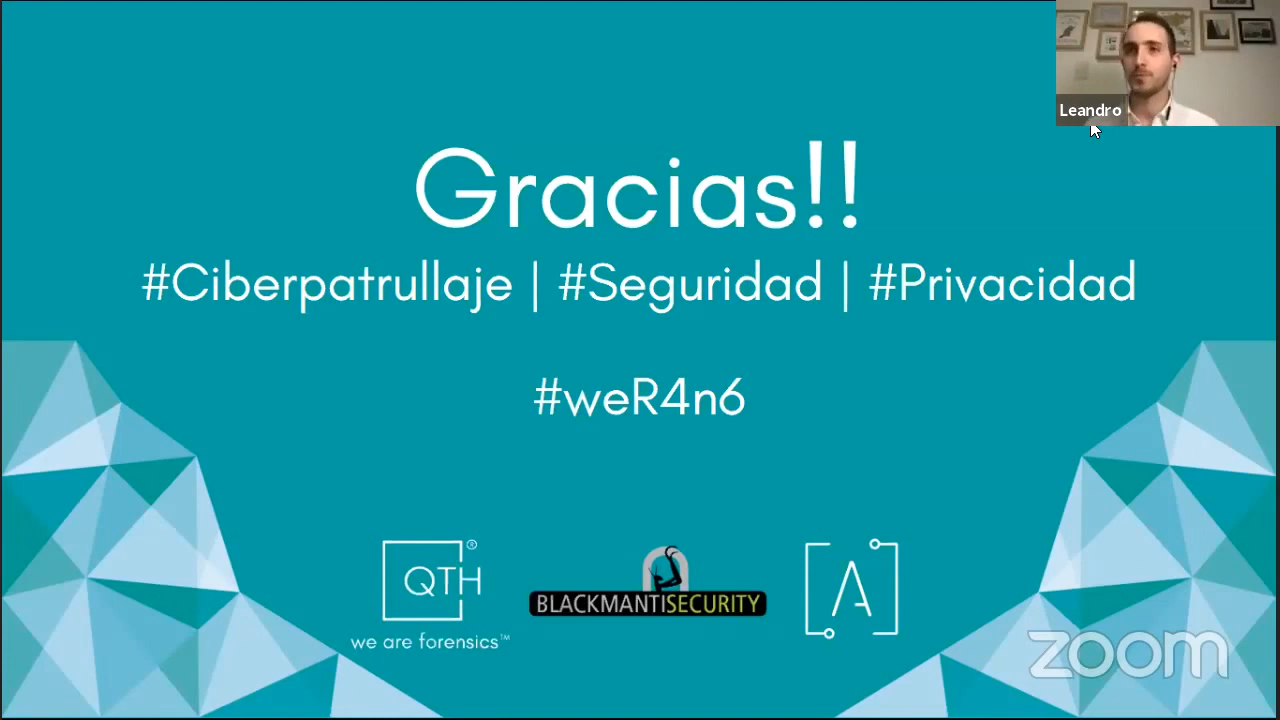 Leandro
Gracias!!
#Ciberpatrullaje | #Seguridad | #Privacidad
#weR4n6
QTH®
we are forensics™
BLACKMANTISECURITY
A
zoom